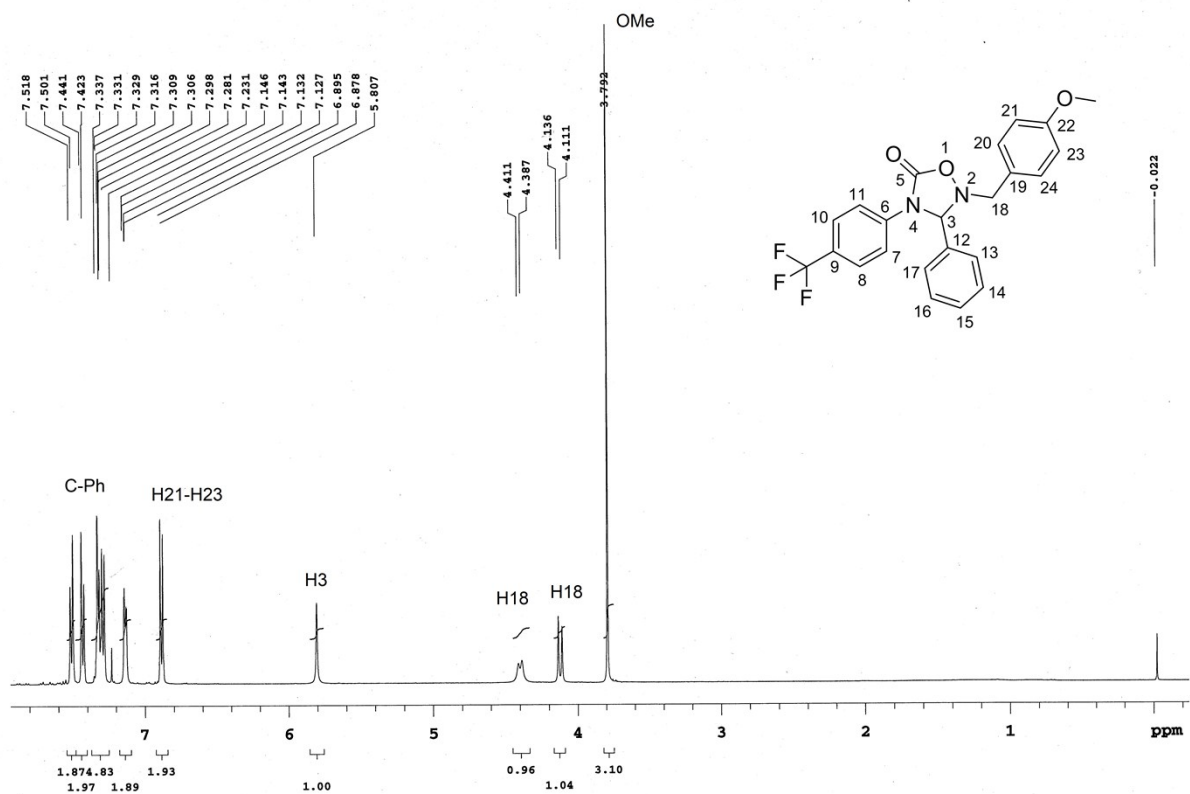 OMe
7.518
7.501
7.441
7.423
7.337
7.331
7.329
7.316
7.309
7.306
7.298
7.281
7.231
7.146
7.143
7.132
7.127
6.895
6.878
5.807
4.411
4.387
4.136
4.111
3.792
-0.022
O
1
2
3
4
5
6
7
8
9
10
11
12
13
14
15
16
17
18
19
20
21
22
23
24
O
O
N
N
F
F
F
C-Ph
H21-H23
H3
H18
H18
7 6 5 4 3 2 1 ppm
1.874.83 1.93 0.96 3.10
1.97 1.89 1.00 1.04